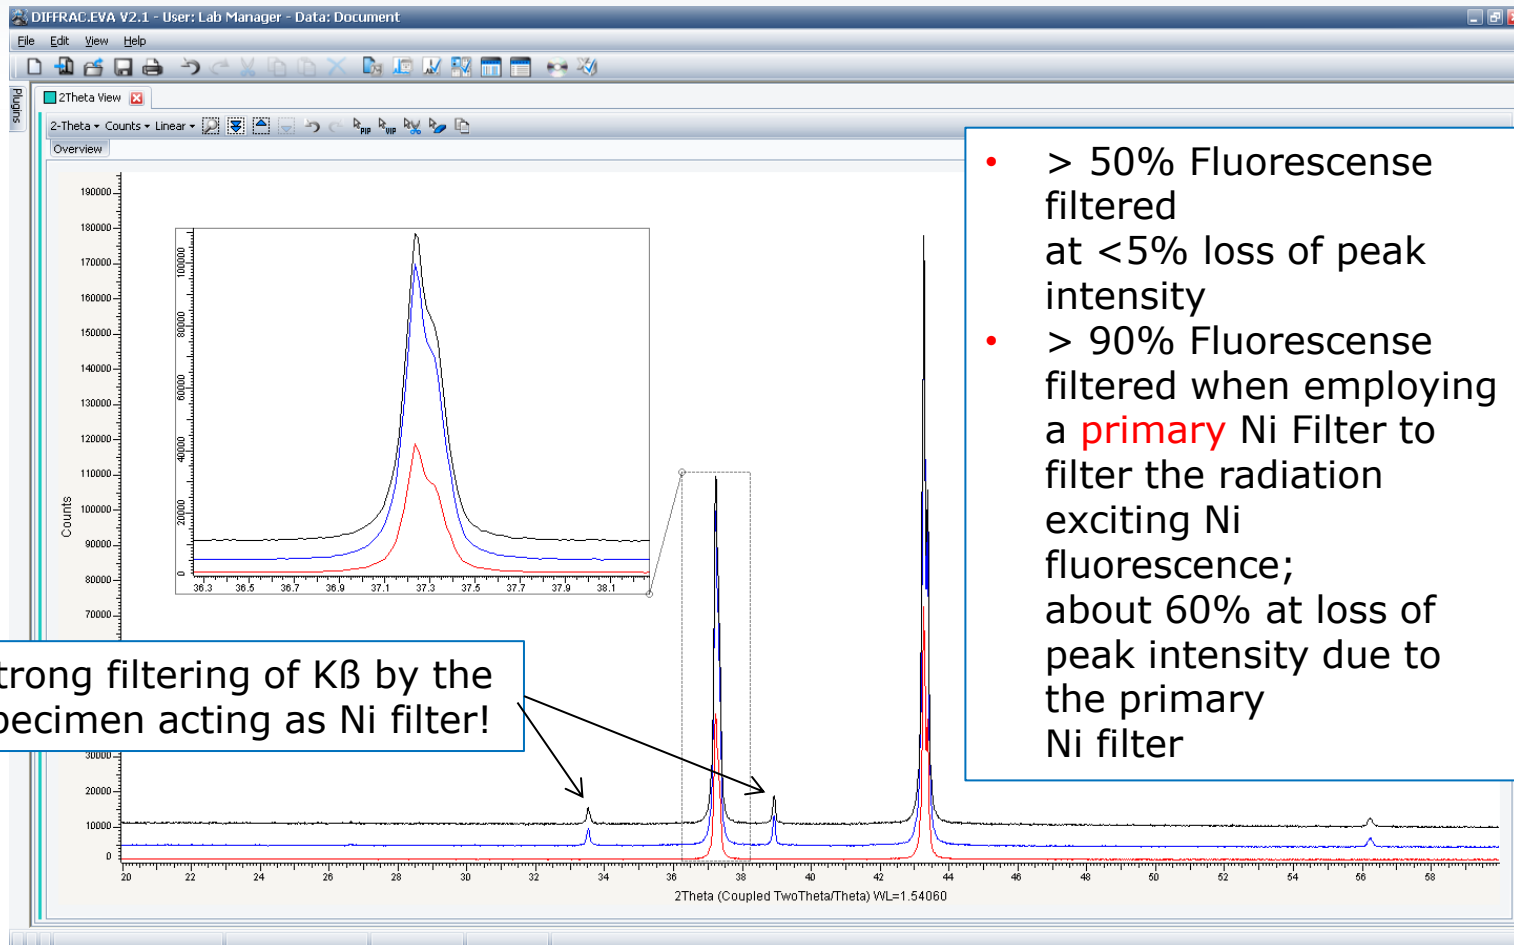 DIFFRAC.EVA V2.1 - User: Lab Manager - Data: Document
File Edit View Help
Plugins
2Theta View
2-Theta Counts Linear PIP VIP
Overview
190000
180000
170000
160000
150000
140000
130000
120000
110000
100000
90000
80000
70000
30000
20000
10000
0
Counts
100000
80000
60000
40000
20000
0
36.3 36.5 36.7 36.9 37.1 37.3 37.5 37.7 37.9 38.1
• > 50% Fluorescense
filtered
at <5% loss of peak
intensity
• > 90% Fluorescense
filtered when employing
a primary Ni Filter to
filter the radiation
exciting Ni
fluorescence;
about 60% at loss of
peak intensity due to
the primary
Ni filter
trong filtering of Kß by the
pecimen acting as Ni filter!
20 22 24 26 28 30 32 34 36 38 40 42 44 46 48 50 52 54 56 58
2Theta (Coupled TwoTheta/Theta) WL=1.54060